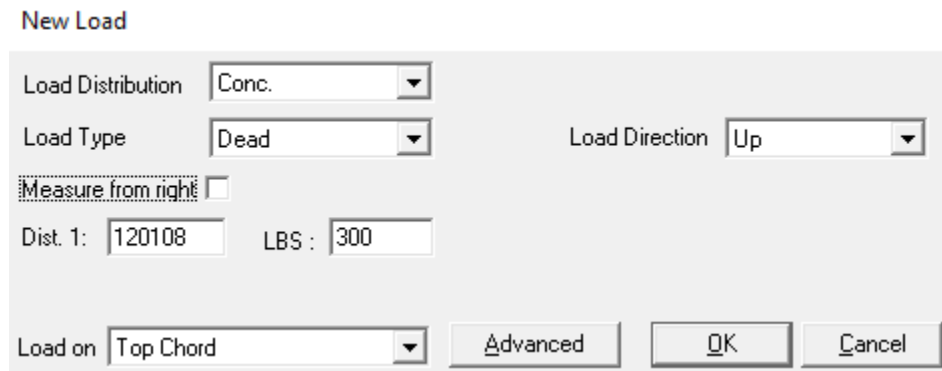 New Load
Load Distribution Conc.
Load Type Dead Load Direction Up
Measure from right
Dist. 1: 120108 LBS : 300
Load on Top Chord Advanced OK Cancel